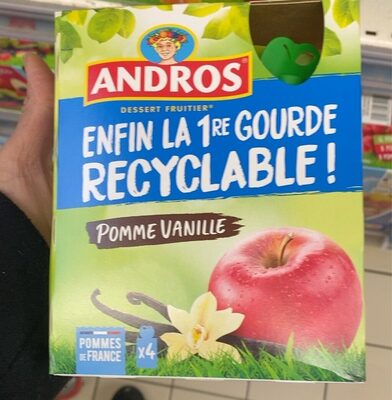 ANDROS
DESSERT FRUITIER®
ENFIN LA 1RE GOURDE
RECYCLABLE !
POMME VANILLE
POMMES
DE FRANCE
x4